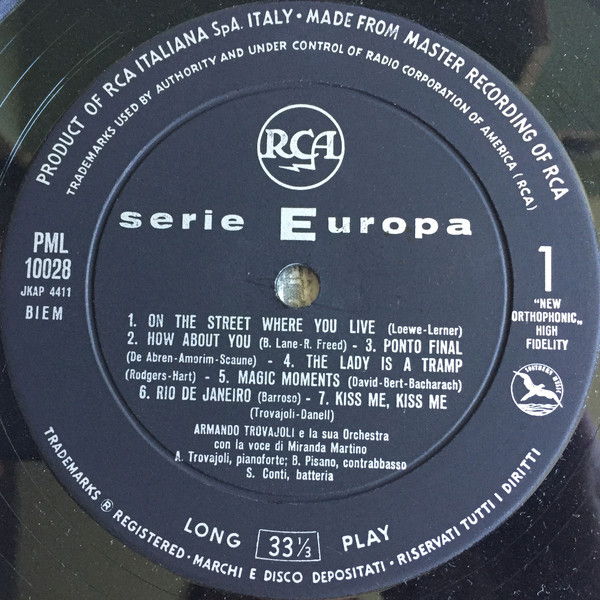 PRODUCT OF RCA ITALIANA SpA. ITALY • MADE FROM MASTER RECORDING OF RCA
TRADEMARKS USED BY AUTHORITY AND UNDER CONTROL OF RADIO CORPORATION OF AMERICA (RCA)
RCA
serie Europa
PML
10028
JKAP 4411
BIEM
1
“NEW
ORTHOPHONIC„
HIGH
FIDELITY
SOUTHERN MUSIC
1. ON THE STREET WHERE YOU LIVE (Loewe-Lerner)
2. HOW ABOUT YOU (B. Lane-R. Freed) - 3. PONTO FINAL
(De Abren-Amorim-Scaune) - 4. THE LADY IS A TRAMP
(Rodgers-Hart) - 5. MAGIC MOMENTS (David-Bert-Bacharach)
6. RIO DE JANEIRO (Barroso) - 7. KISS ME, KISS ME
(Trovajoli-Danell)
ARMANDO TROVAJOLI e la sua Orchestra
con la voce di Miranda Martino
A. Trovajoli, pianoforte; B. Pisano, contrabbasso
S. Conti, batteria
LONG 33 1/3 PLAY
TRADEMARKS ® REGISTERED • MARCHI E DISCO DEPOSITATI • RISERVATI TUTTI I DIRITTI